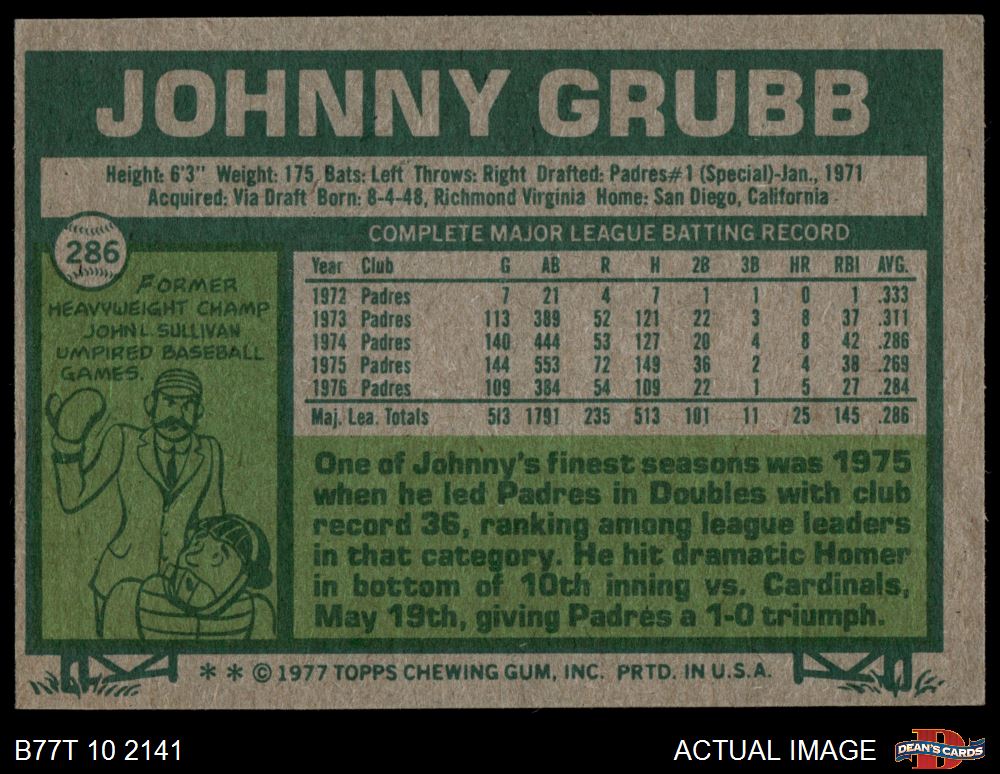 JOHNNY GRUBB
Height: 6'3" Weight: 175 Bats: Left Throws: Right Drafted: Padres#1 (Special)-Jan., 1971
Acquired: Via Draft Born: 8-4-48, Richmond Virginia Home: San Diego, California
286
FORMER
HEAVYWEIGHT CHAMP
JOHN L. SULLIVAN
UMPIRED BASEBALL
GAMES.
COMPLETE MAJOR LEAGUE BATTING RECORD
Year Club G AB R H 2B 3B HR RBI AVG.
1972 Padres 7 21 4 7 1 1 0 1 .333
1973 Padres 113 389 52 121 22 3 8 37 .311
1974 Padres 140 444 53 127 20 4 8 42 .286
1975 Padres 144 553 72 149 36 2 4 38 .269
1976 Padres 109 384 54 109 22 1 5 27 .284
Maj. Lea. Totals 513 1791 235 513 101 11 25 145 .286
One of Johnny's finest seasons was 1975
when he led Padres in Doubles with club
record 36, ranking among league leaders
in that category. He hit dramatic Homer
in bottom of 10th inning vs. Cardinals,
May 19th, giving Padres a 1-0 triumph.
* * © 1977 TOPPS CHEWING GUM, INC. PRTD. IN U.S.A.
B77T 10 2141
ACTUAL IMAGE
DEAN'S CARDS